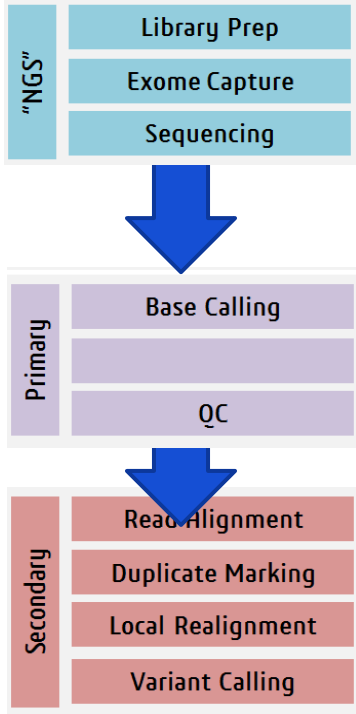 "NGS"
Library Prep
Exome Capture
Sequencing
Primary
Base Calling
QC
Secondary
Read Alignment
Duplicate Marking
Local Realignment
Variant Calling